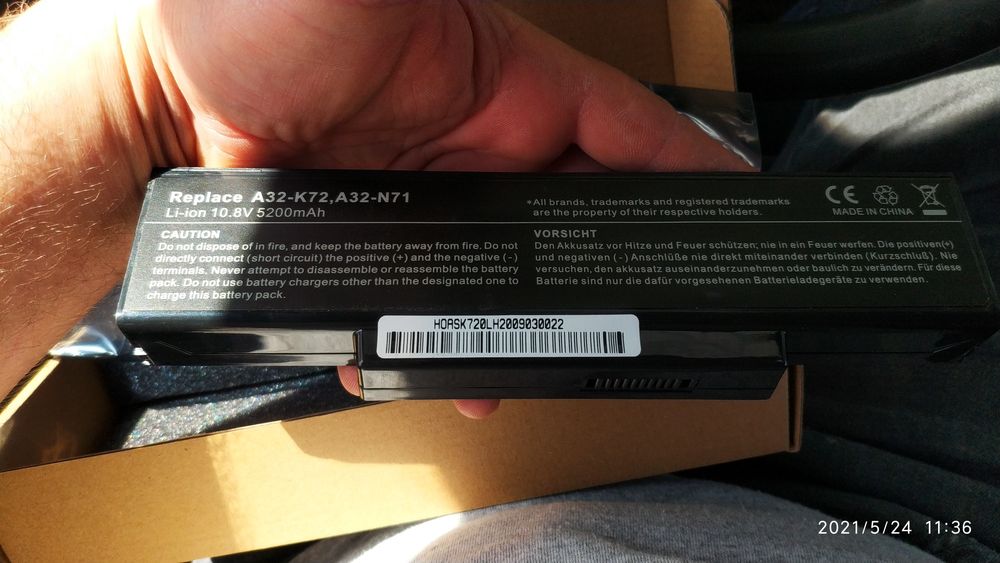 Replace A32-K72,A32-N71
Li-ion 10.8V 5200mAh
*All brands, trademarks and registered trademarks
are the property of their respective holders.
CE
MADE IN CHINA
CAUTION
Do not dispose of in fire, and keep the battery away from fire. Do not
directly connect (short circuit) the positive (+) and the negative (-)
terminals. Never attempt to disassemble or reassemble the battery
pack. Do not use battery chargers other than the designated one to
charge this battery pack.
VORSICHT
Den Akkusatz vor Hitze und Feuer schützen; nie in ein Feuer werfen. Die positiven(+)
und negativen (-) Anschlüße nie direkt miteinander verbinden (Kurzschluß). Nie
versuchen, den akkusatz auseinanderzunehmen oder baulich zu verändern. Für diese
Batterie sind nur die dafür vorgesehenen Batterieladegeräte zu verwenden.
HOASK720LH2009030022
2021/5/24 11:36